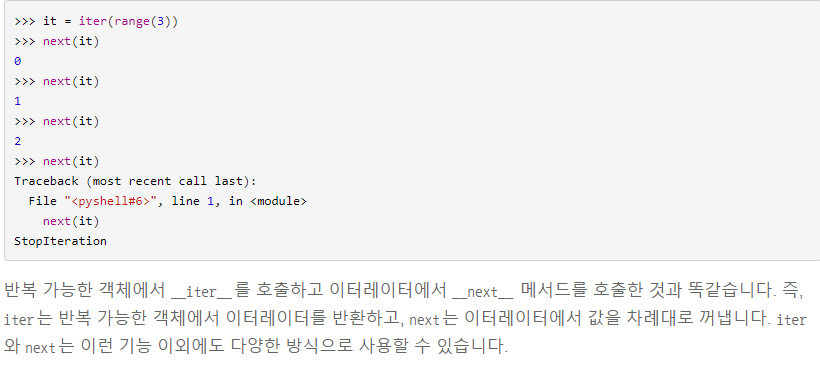 >>> it = iter(range(3))
>>> next(it)
0
>>> next(it)
1
>>> next(it)
2
>>> next(it)
Traceback (most recent call last):
  File "<pyshell#6>", line 1, in <module>
    next(it)
StopIteration
반복 가능한 객체에서 __iter__를 호출하고 이터레이터에서 __next__ 메서드를 호출한 것과 똑같습니다. 즉,
iter는 반복 가능한 객체에서 이터레이터를 반환하고, next는 이터레이터에서 값을 차례대로 꺼냅니다. iter
와 next는 이런 기능 이외에도 다양한 방식으로 사용할 수 있습니다.